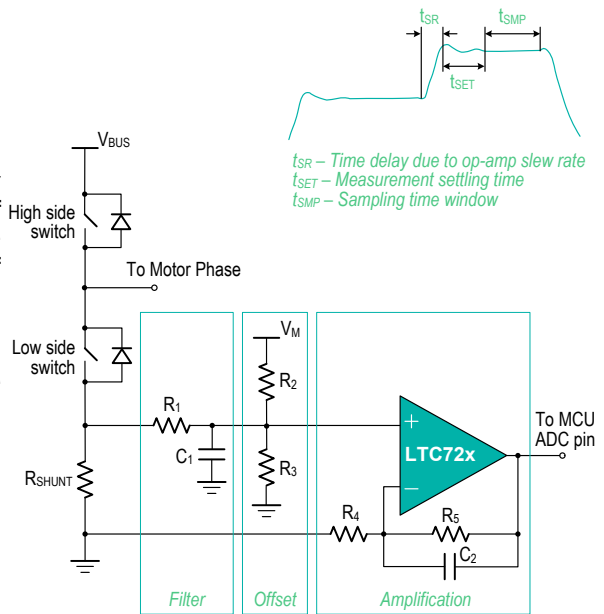 tSR
tSMP
tSET
tSR – Time delay due to op-amp slew rate
tSET – Measurement settling time
tSMP – Sampling time window
VBUS
High side
switch
To Motor Phase
Low side
switch
VM
R1
R2
C1
R3
RSHUNT
+
−
LTC72x
To MCU
ADC pin
R4
R5
C2
Filter
Offset
Amplification